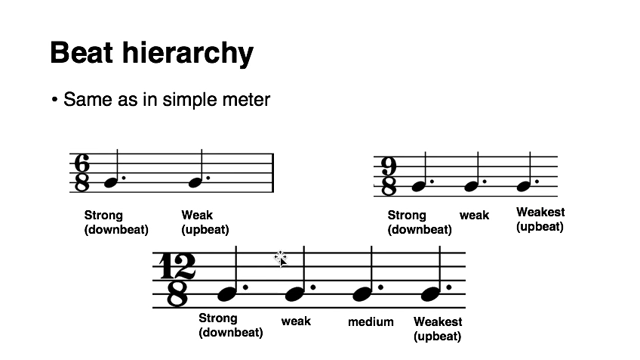 Beat hierarchy
• Same as in simple meter
6
8
Strong
(downbeat)
Weak
(upbeat)
9
8
Strong
(downbeat)
weak
Weakest
(upbeat)
12
8
Strong
(downbeat)
weak
medium
Weakest
(upbeat)